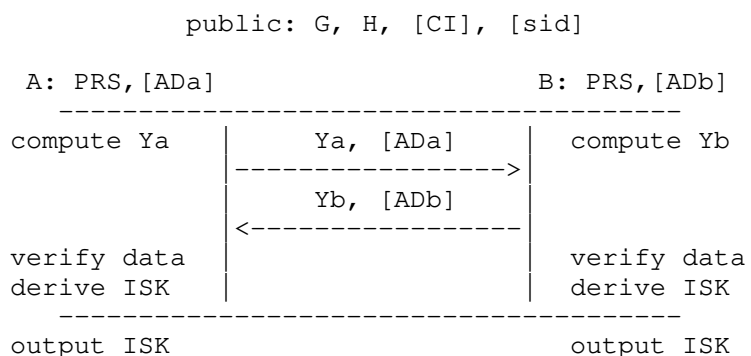 public: G, H, [CI], [sid]
A: PRS,[ADa] B: PRS,[ADb]
compute Ya Ya, [ADa] compute Yb
Yb, [ADb]
verify data verify data
derive ISK derive ISK
output ISK output ISK